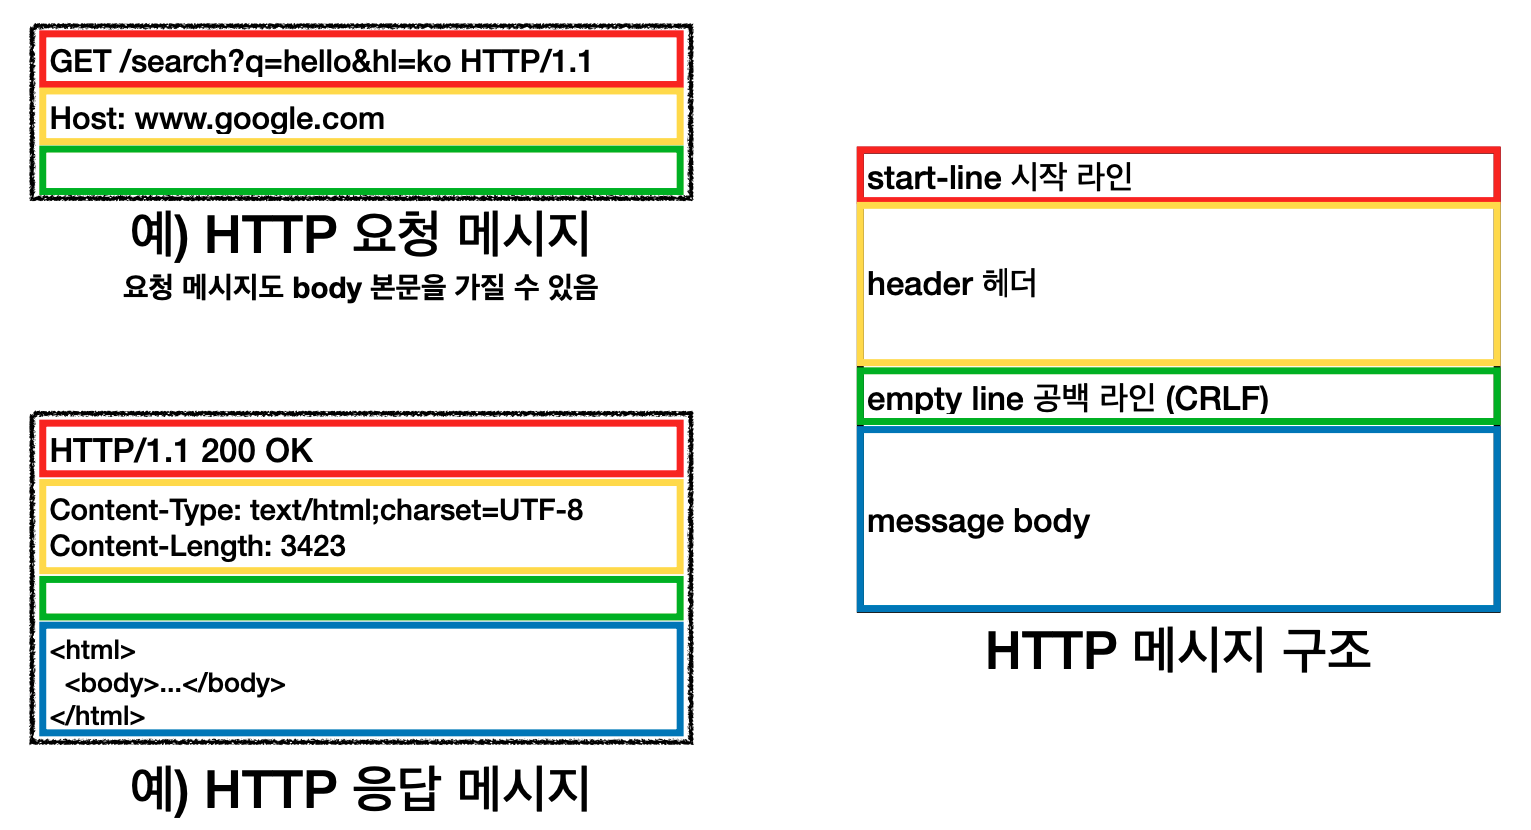 GET /search?q=hello&hl=ko HTTP/1.1
Host: www.google.com
예) HTTP 요청 메시지
요청 메시지도 body 본문을 가질 수 있음
HTTP/1.1 200 OK
Content-Type: text/html;charset=UTF-8
Content-Length: 3423
<html>
<body>...</body>
</html>
예) HTTP 응답 메시지
start-line 시작 라인
header 헤더
empty line 공백 라인 (CRLF)
message body
HTTP 메시지 구조